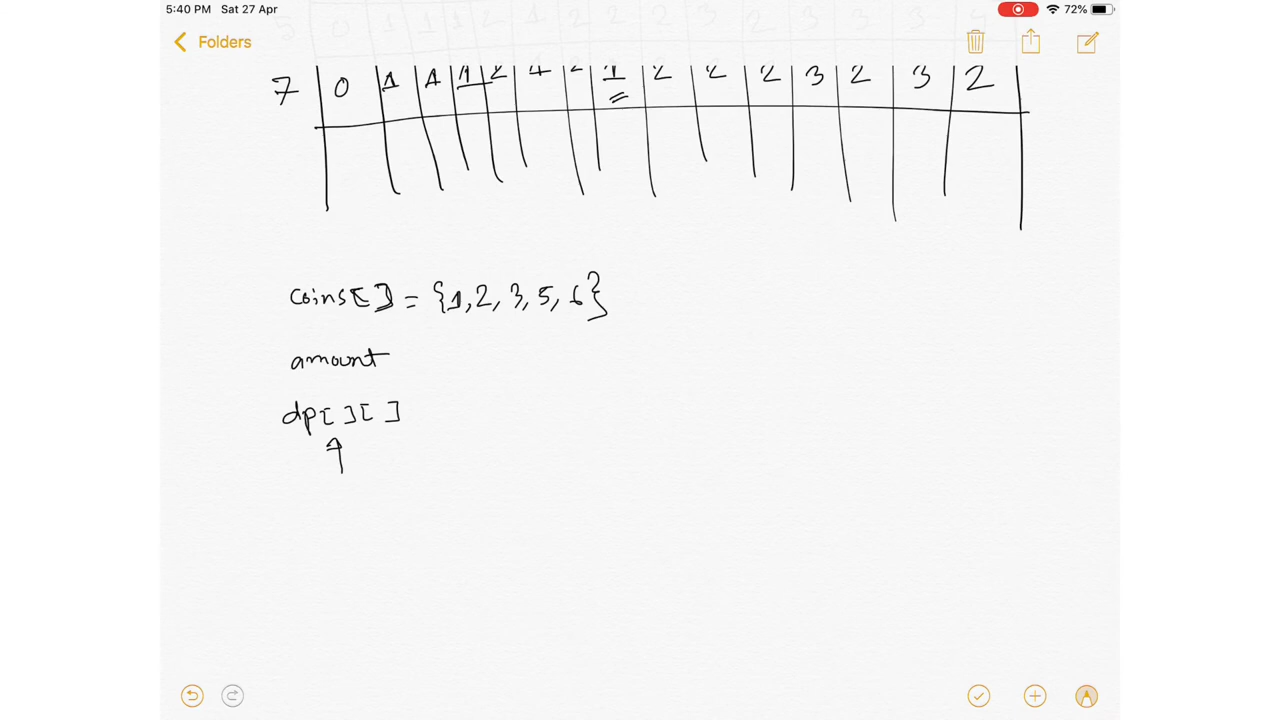 5:40 PM Sat 27 Apr 72%
Folders
7 0 1 1 1 2 1 2 1 2 2 2 3 2 3 2
coins[] = {1,2,3,5,6}
amount
dp[][]